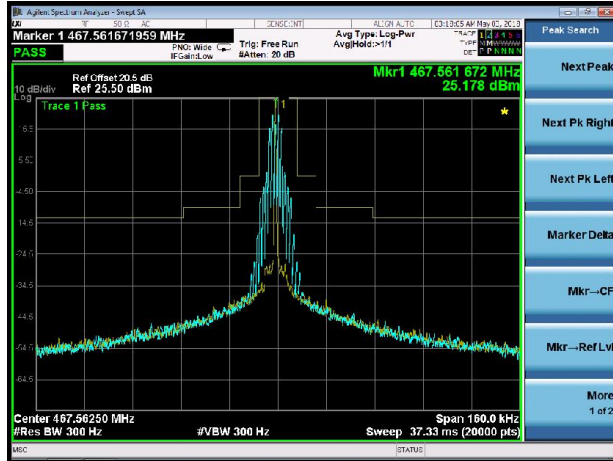 Agilent Spectrum Analyzer - Swept SA
RF 50 Ω AC SENSE:INT ALIGN AUTO 03:18:05 AM May 03, 2018
Marker 1 467.561671959 MHz
PNO: Wide
IFGain:Low
Trig: Free Run
#Atten: 20 dB
Avg Type: Log-Pwr
Avg|Hold:>1/1
TRACE 1 2 3 4 5 6
TYPE M M W W W W
DET P P N N N N
PASS
Ref Offset 20.5 dB
Ref 25.50 dBm
Mkr1 467.561 672 MHz
25.178 dBm
10 dB/div
Log
Trace 1 Pass
1
15.5
5.50
-4.50
-14.5
-24.5
-34.5
-44.5
-54.5
-64.5
Center 467.56250 MHz
#Res BW 300 Hz
#VBW 300 Hz
Span 160.0 kHz
Sweep 37.33 ms (20000 pts)
MSG
STATUS
Peak Search
Next Peak
Next Pk Right
Next Pk Left
Marker Delta
Mkr→CF
Mkr→Ref Lvl
More
1 of 2